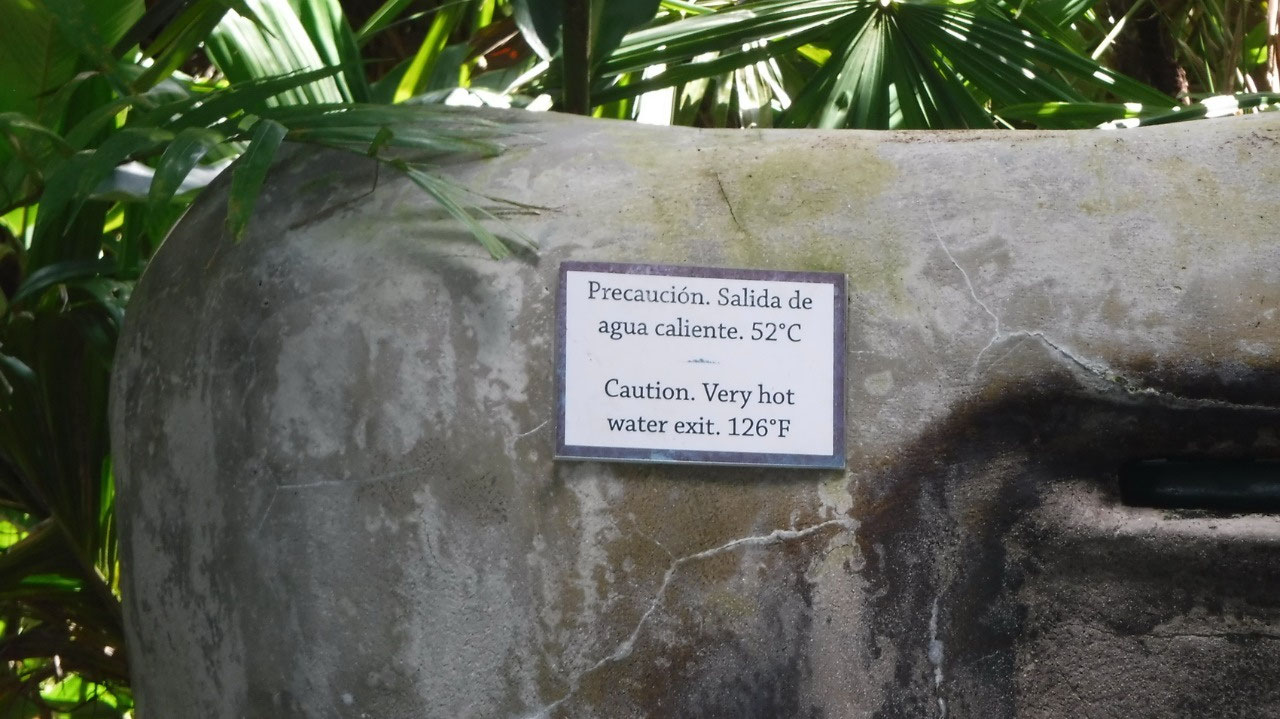 Precaución. Salida de
agua caliente. 52°C
Caution. Very hot
water exit. 126°F